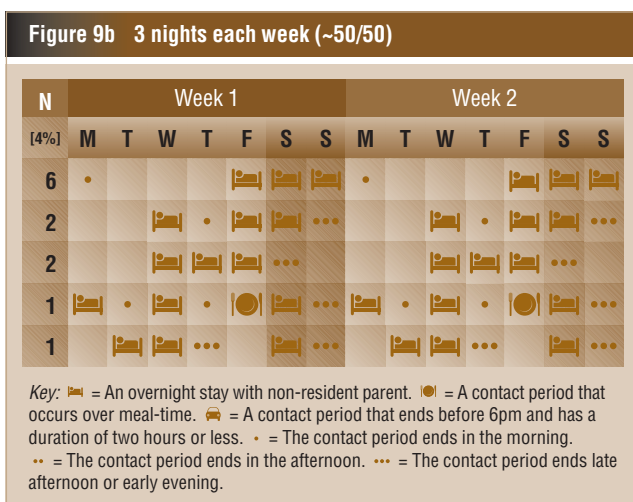 Figure 9b 3 nights each week (~50/50)
N Week 1 Week 2
[4%] M T W T F S S M T W T F S S
6
2
2
1
1
Key: = An overnight stay with non-resident parent. = A contact period that
occurs over meal-time. = A contact period that ends before 6pm and has a
duration of two hours or less. • = The contact period ends in the morning.
•• = The contact period ends in the afternoon. ••• = The contact period ends late
afternoon or early evening.